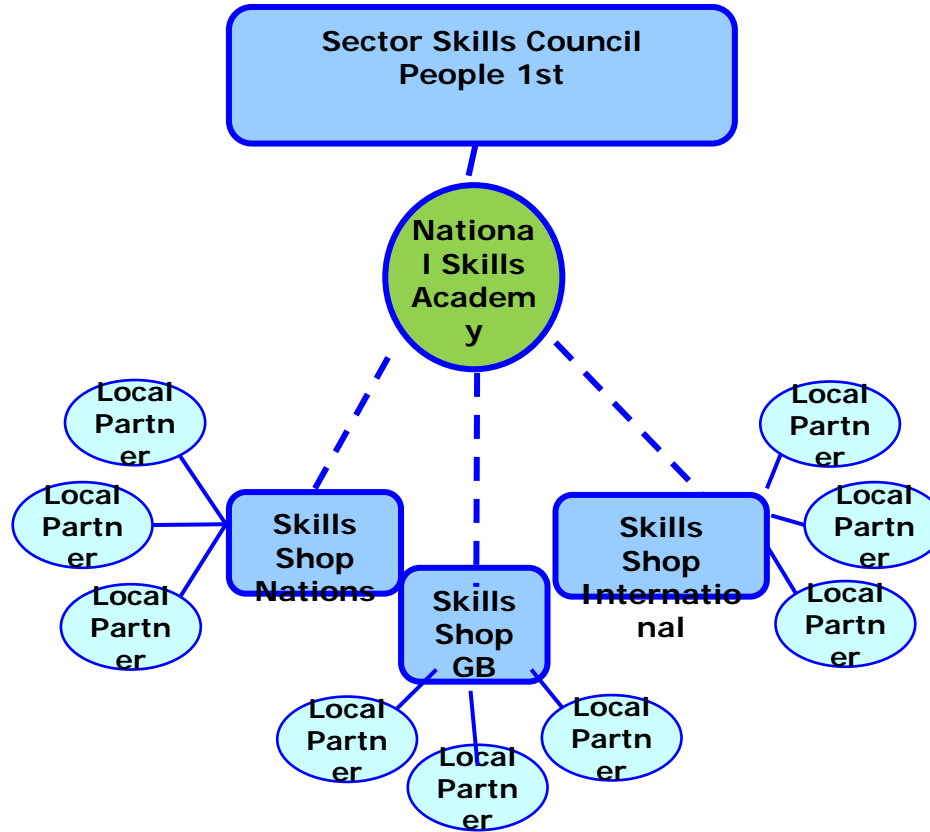 Sector Skills Council
People 1st
Nationa
l Skills
Academ
y
Local
Partn
er
Local
Partn
er
Local
Partn
er
Skills
Shop
Nations
Skills
Shop
GB
Skills
Shop
Internatio
nal
Local
Partn
er
Local
Partn
er
Local
Partn
er
Local
Partn
er
Local
Partn
er
Local
Partn
er